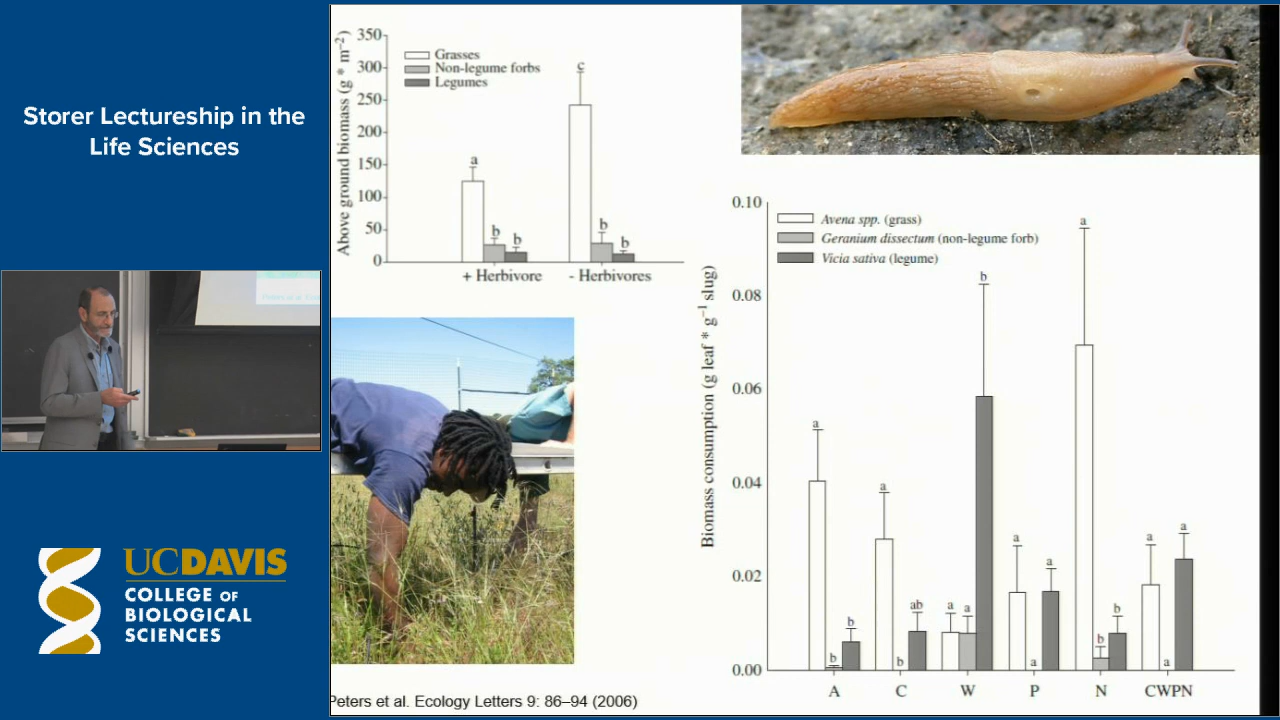 Storer Lectureship in the
Life Sciences
UCDAVIS
COLLEGE OF
BIOLOGICAL
SCIENCES
Above ground biomass (g * m⁻²)
350
300
250
200
150
100
50
0
Grasses
Non-legume forbs
Legumes
a
b
b
c
b
b
+ Herbivore
- Herbivores
Peters et al. Ecology Letters 9: 86–94 (2006)
Biomass consumption (g leaf * g⁻¹ slug)
0.10
0.08
0.06
0.04
0.02
0.00
Avena spp. (grass)
Geranium dissectum (non-legume forb)
Vicia sativa (legume)
a
b
b
a
b
ab
a
a
b
a
a
a
a
b
b
a
a
a
A
C
W
P
N
CWPN